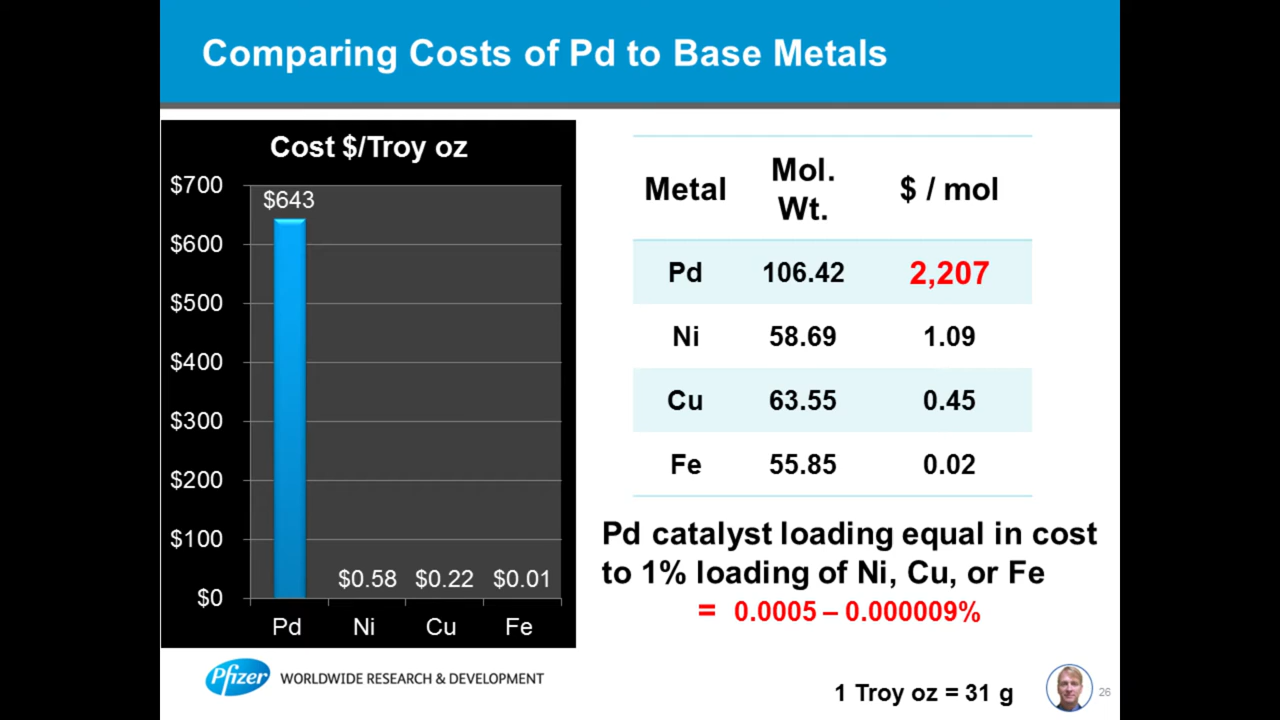 Comparing Costs of Pd to Base Metals
Cost $/Troy oz
$700
$600
$500
$400
$300
$200
$100
$0
$643
$0.58
$0.22
$0.01
Pd
Ni
Cu
Fe
Metal Mol. Wt. $ / mol
Pd 106.42 2,207
Ni 58.69 1.09
Cu 63.55 0.45
Fe 55.85 0.02
Pd catalyst loading equal in cost
to 1% loading of Ni, Cu, or Fe
= 0.0005 – 0.000009%
Pfizer WORLDWIDE RESEARCH & DEVELOPMENT
1 Troy oz = 31 g
26